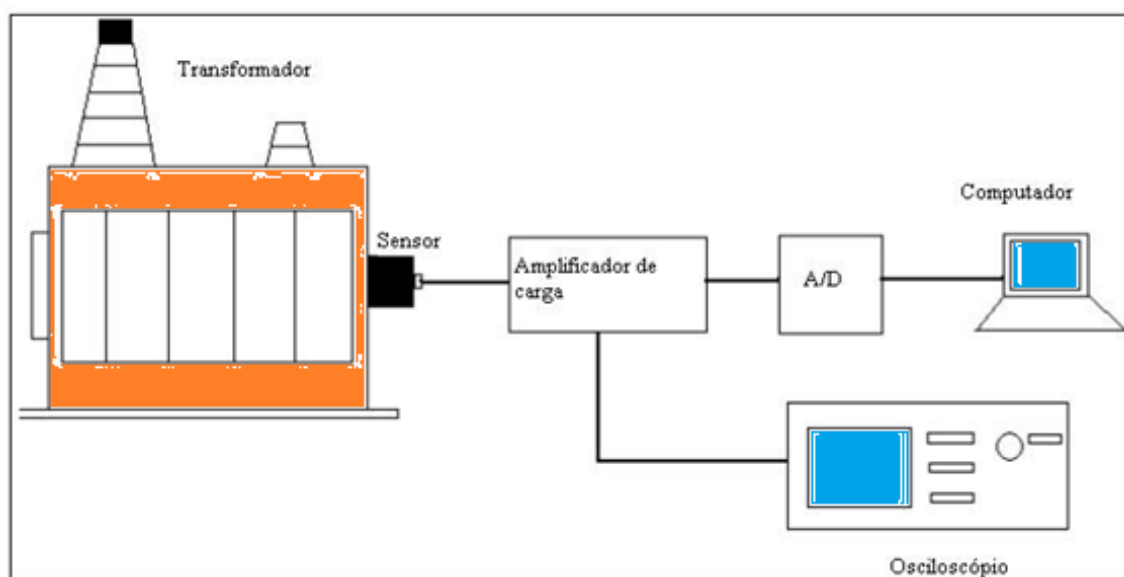 Transformador
Sensor
Amplificador de
carga
A/D
Computador
Osciloscópio